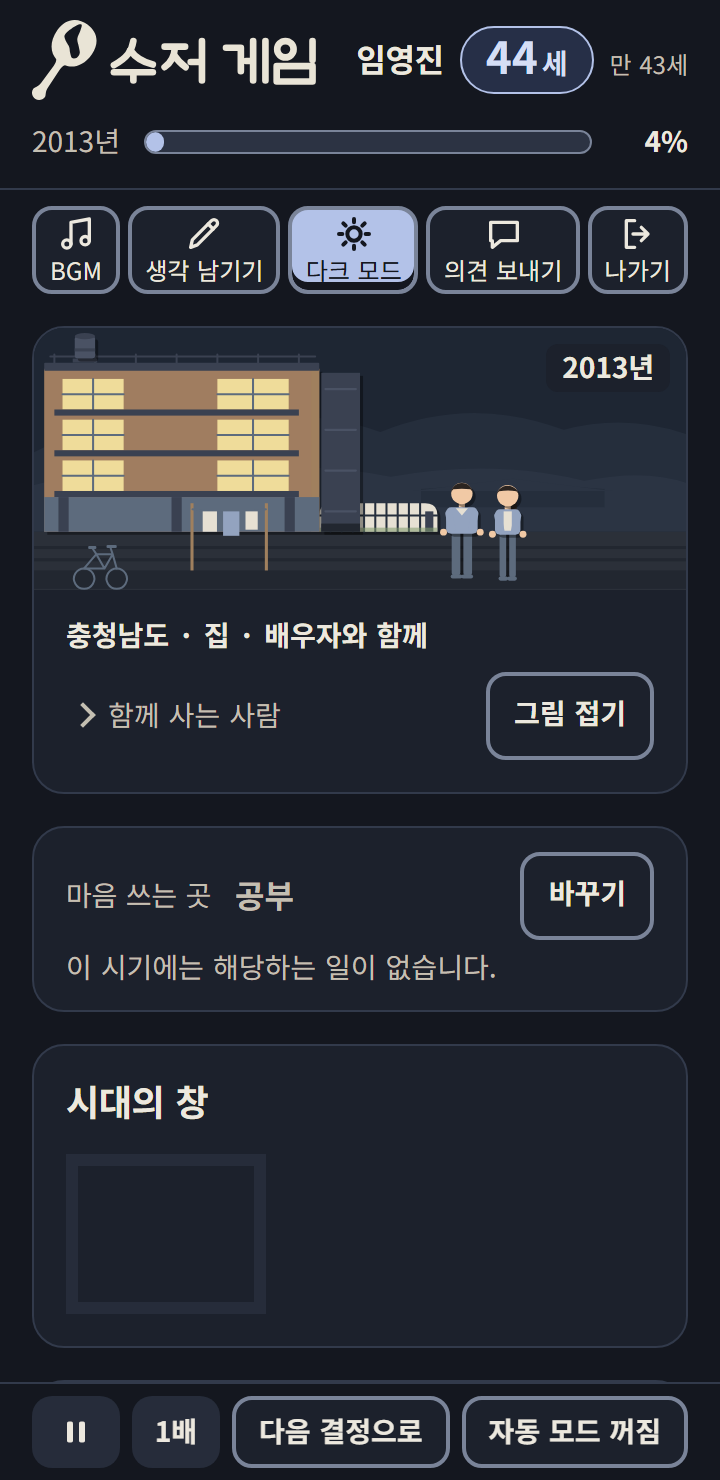 수저 게임 임영진 44세 만 43세
2013년 4%
BGM 생각 남기기 다크 모드 의견 보내기 나가기
2013년
충청남도 · 집 · 배우자와 함께
함께 사는 사람 그림 접기
마음 쓰는 곳 공부 바꾸기
이 시기에는 해당하는 일이 없습니다.
시대의 창
1배 다음 결정으로 자동 모드 꺼짐